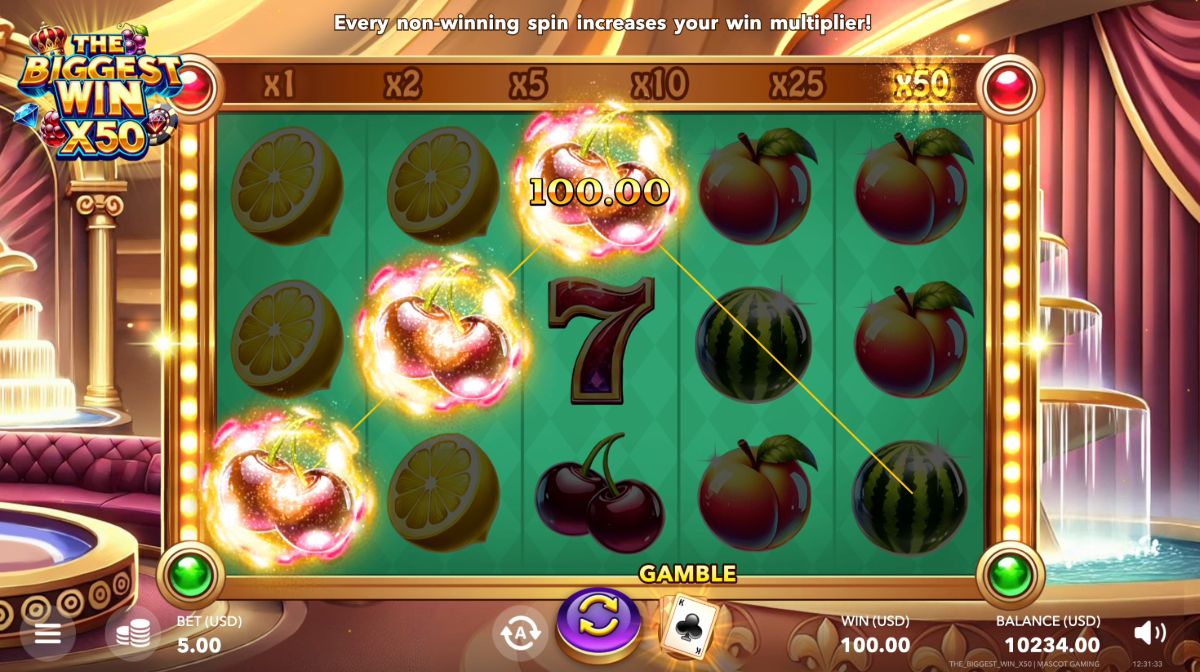 Every non-winning spin increases your win multiplier!
THE
BIGGEST
WIN
X50
x1 x2 x5 x10 x25 x50
100.00
7
GAMBLE
K
K
A
BET (USD)
5.00
WIN (USD)
100.00
BALANCE (USD)
10234.00
THE_BIGGEST_WIN_X50 | MASCOT GAMING 12:31:33